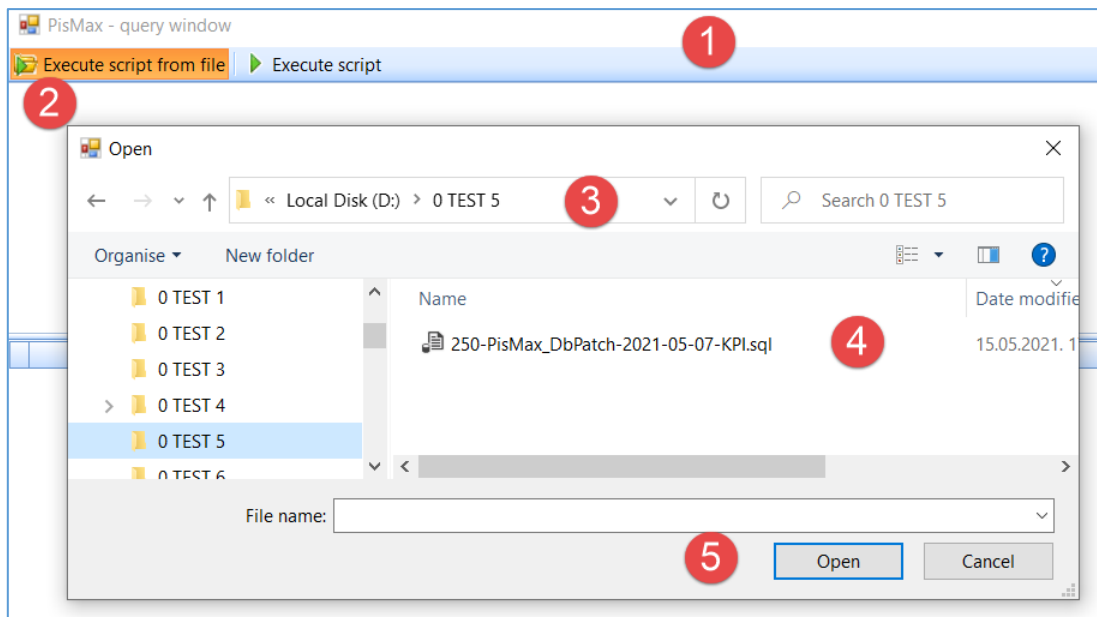 PisMax - query window
1
Execute script from file Execute script
2
Open
« Local Disk (D:) > 0 TEST 5 3 Search 0 TEST 5
Organise New folder ?
0 TEST 1
0 TEST 2
0 TEST 3
0 TEST 4
0 TEST 5
0 TEST 6
Name Date modifie
250-PisMax_DbPatch-2021-05-07-KPI.sql 4 15.05.2021. 1
File name:
5 Open Cancel